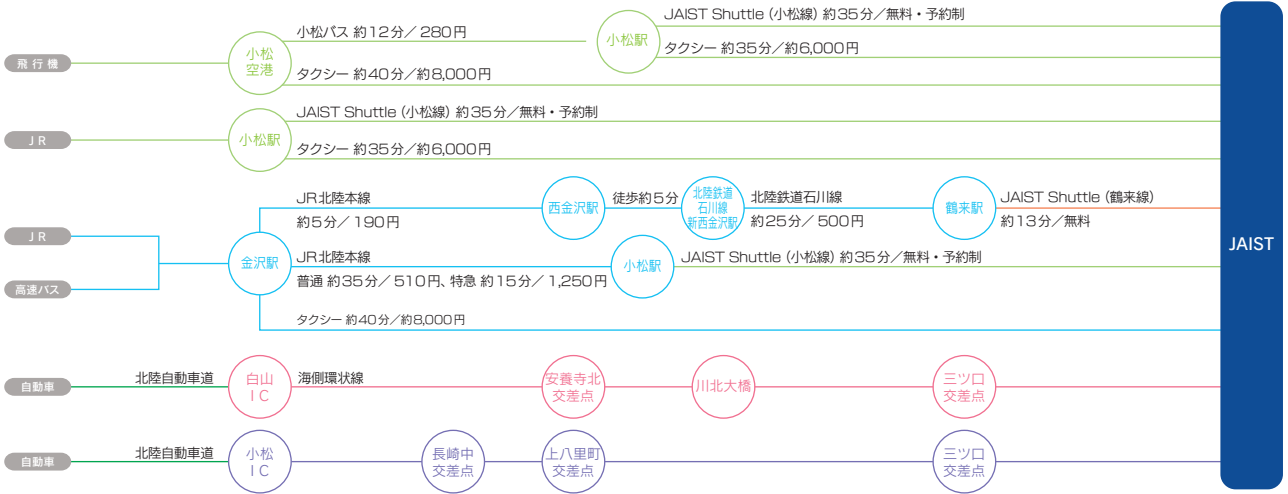 飛行機
小松
空港
小松バス 約12分／280円
小松駅
JAIST Shuttle (小松線) 約35分／無料・予約制
タクシー 約35分／約6,000円
タクシー 約40分／約8,000円
JR
小松駅
JAIST Shuttle (小松線) 約35分／無料・予約制
タクシー 約35分／約6,000円
JR
高速バス
金沢駅
JR北陸本線
約5分／190円
西金沢駅
徒歩約5分
北陸鉄道
石川線
新西金沢駅
北陸鉄道石川線
約25分／500円
鶴来駅
JAIST Shuttle (鶴来線)
約13分／無料
JR北陸本線
普通 約35分／510円、特急 約15分／1,250円
小松駅
JAIST Shuttle (小松線) 約35分／無料・予約制
タクシー 約40分／約8,000円
自動車
北陸自動車道
白山
IC
海側環状線
安養寺北
交差点
川北大橋
三ツ口
交差点
自動車
北陸自動車道
小松
IC
長崎中
交差点
上八里町
交差点
三ツ口
交差点
JAIST